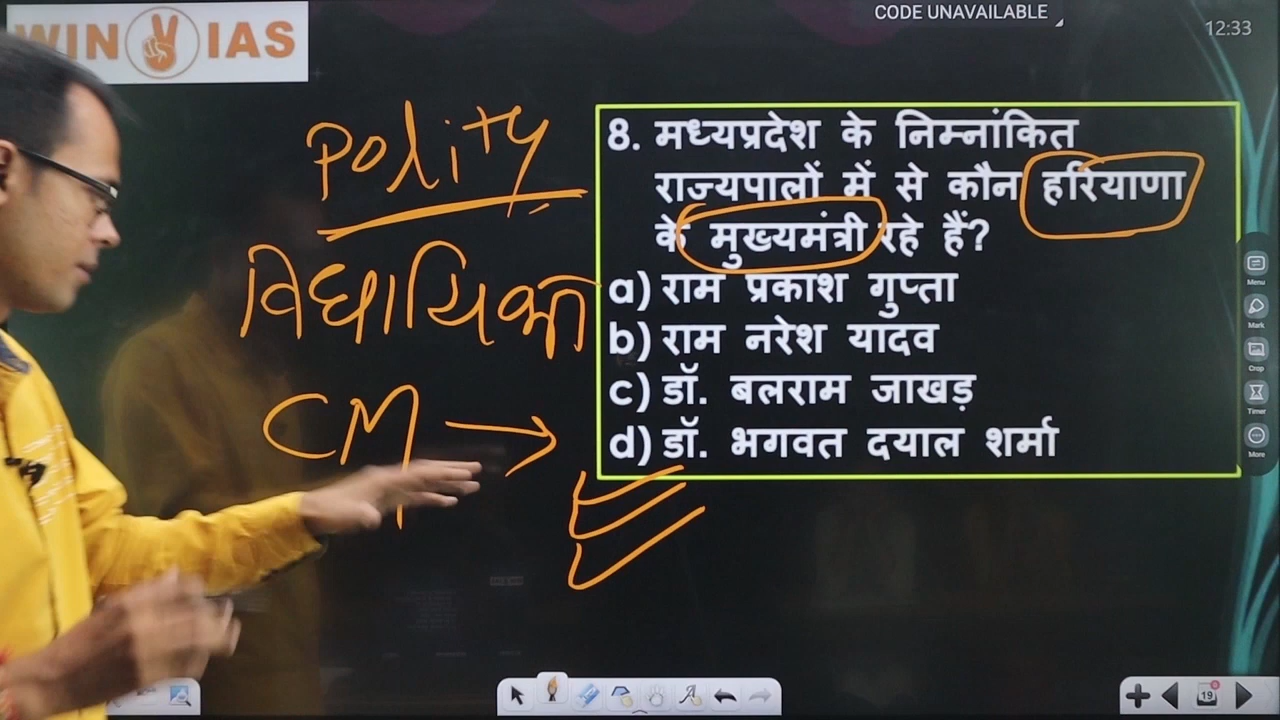 WIN IAS
CODE UNAVAILABLE
12:33
Polity
विधायिका
CM →
8. मध्यप्रदेश के निम्नांकित
राज्यपालों में से कौन हरियाणा
के मुख्यमंत्री रहे हैं?
a) राम प्रकाश गुप्ता
b) राम नरेश यादव
c) डॉ. बलराम जाखड़
d) डॉ. भगवत दयाल शर्मा
Menu
Mark
Crop
Timer
More
19